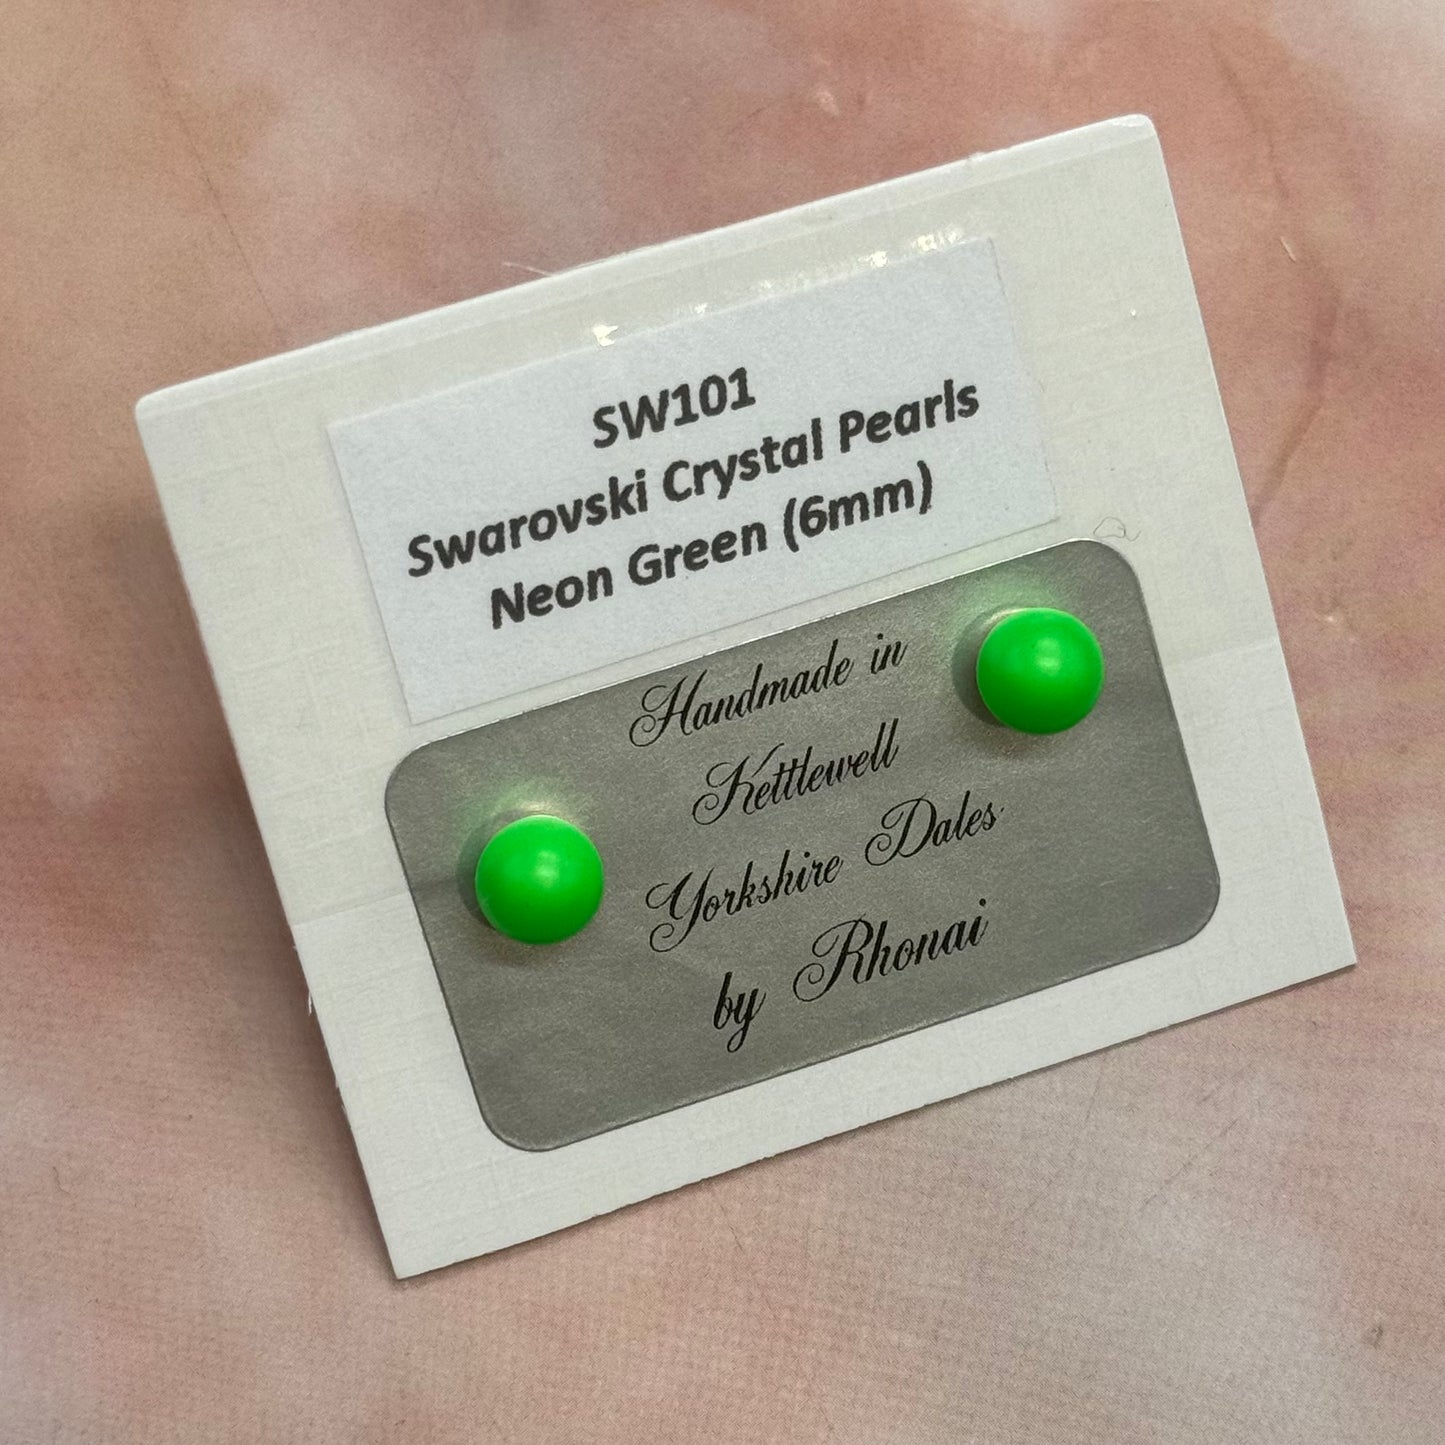 SW101
Swarovski Crystal Pearls
Neon Green (6mm)
Handmade in
Kettlewell
Yorkshire Dales
by Rhonai